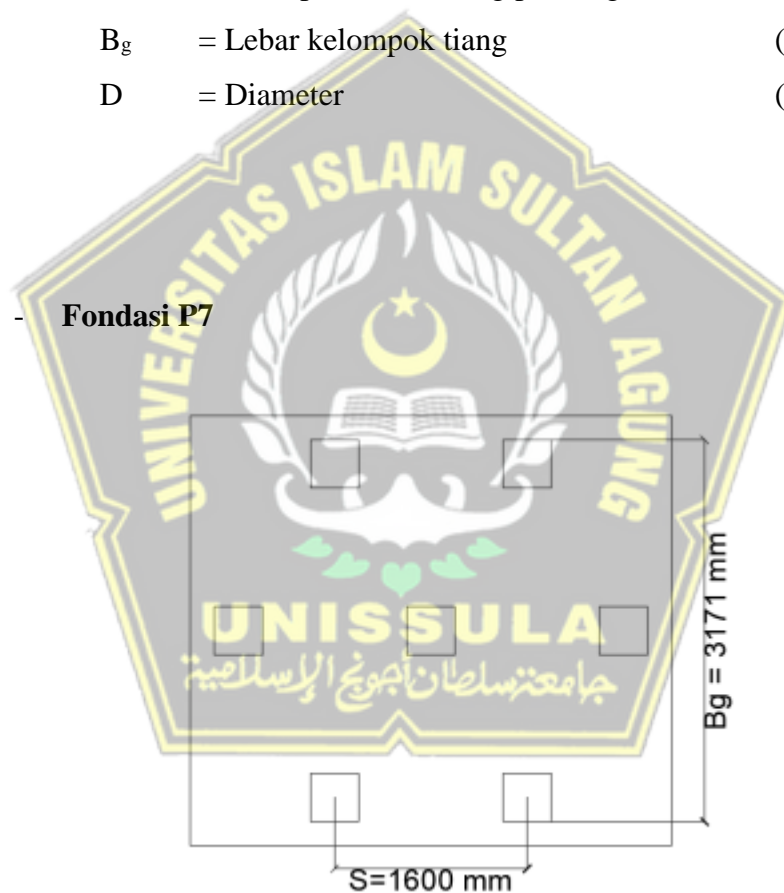 Bg = Lebar kelompok tiang (
D = Diameter (
UNIVERSITAS ISLAM SULTAN AGUNG
- Fondasi P7
UNISSULA
جامعة سلطان أجونج الإسلامية
Bg = 3171 mm
S=1600 mm